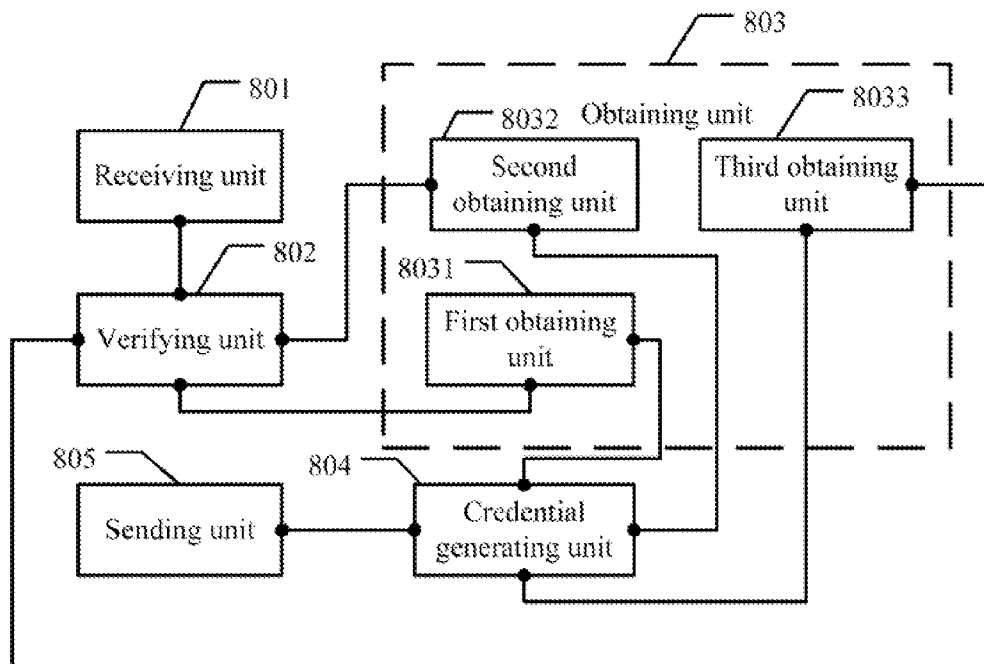 803
801
8033
8032
Obtaining unit
Receiving unit
Second
obtaining unit
Third obtaining
unit
802
8031
Verifying unit
First obtaining
unit
805
804
Sending unit
Credential
generating unit